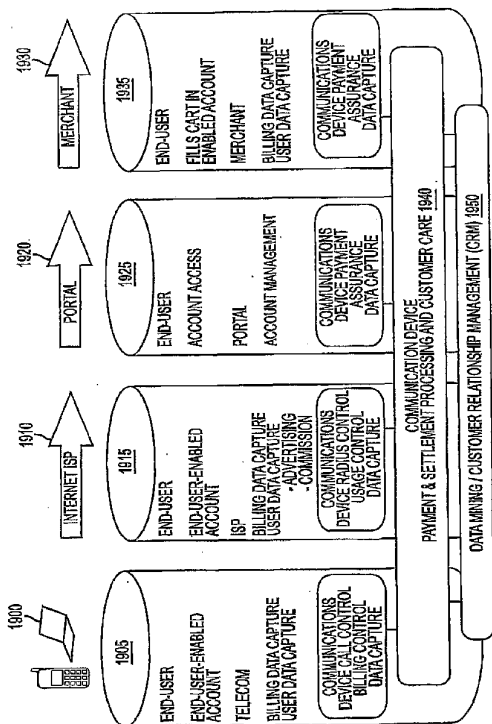 1900
1905
END-USER
END-USER-ENABLED
ACCOUNT
TELECOM
BILLING DATA CAPTURE
USER DATA CAPTURE
COMMUNICATIONS
DEVICE CALL CONTROL
BILLING CONTROL
DATA CAPTURE
1910
INTERNET ISP
1915
END-USER
END-USER-ENABLED
ACCOUNT
ISP
BILLING DATA CAPTURE
USER DATA CAPTURE
•ADVERTISING
-COMMISSION
COMMUNICATIONS
DEVICE RADIUS CONTROL
USAGE CONTROL
DATA CAPTURE
1920
PORTAL
1925
END-USER
ACCOUNT ACCESS
PORTAL
ACCOUNT MANAGEMENT
COMMUNICATIONS
DEVICE PAYMENT
ASSURANCE
DATA CAPTURE
1930
MERCHANT
1935
END-USER
FILLS CART IN
ENABLED ACCOUNT
MERCHANT
BILLING DATA CAPTURE
USER DATA CAPTURE
COMMUNICATIONS
DEVICE PAYMENT
ASSURANCE
DATA CAPTURE
COMMUNICATION DEVICE
PAYMENT & SETTLEMENT PROCESSING AND CUSTOMER CARE 1940
DATA MINING / CUSTOMER RELATIONSHIP MANAGEMENT (CRM) 1950